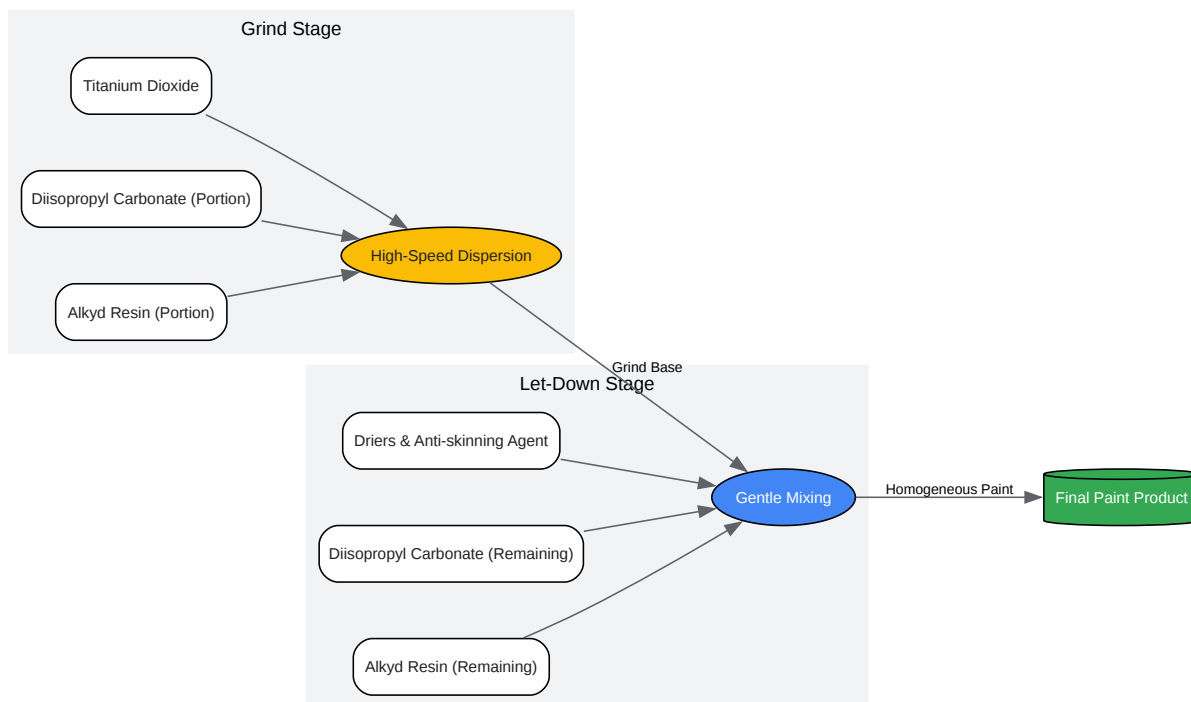 Grind Stage
Titanium Dioxide
Diisopropyl Carbonate (Portion)
High-Speed Dispersion
Alkyd Resin (Portion)
Grind Base
Let-Down Stage
Driers & Anti-skinning Agent
Gentle Mixing
Homogeneous Paint
Final Paint Product
Diisopropyl Carbonate (Remaining)
Alkyd Resin (Remaining)